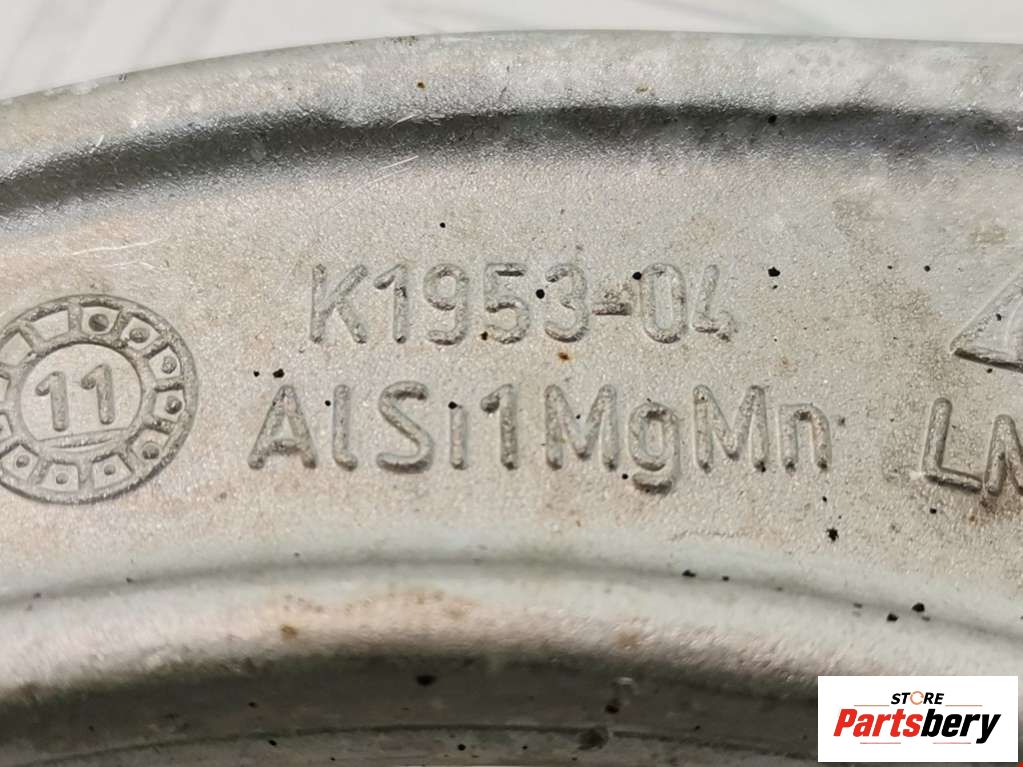 K1953-04
11
AlSi1MgMn
STORE
Partsbery